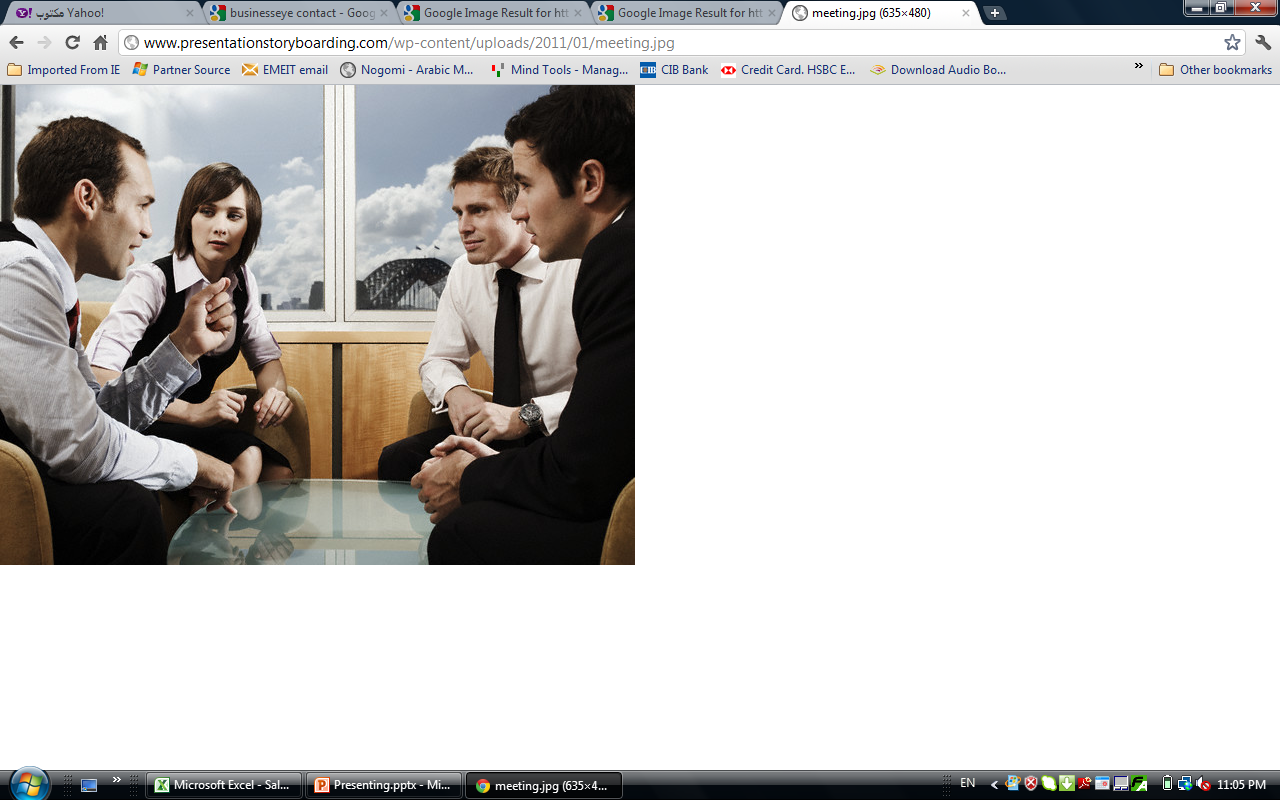 مكتوب Yahoo!
businesseye contact - Goog
Google Image Result for htt
Google Image Result for htt
meeting.jpg (635×480)
www.presentationstoryboarding.com/wp-content/uploads/2011/01/meeting.jpg
Imported From IE
Partner Source
EMEIT email
Nogomi - Arabic M...
Mind Tools - Manag...
CIB
CIB Bank
Credit Card. HSBC E...
Download Audio Bo...
»
Other bookmarks
»
Microsoft Excel - Sal...
Presenting.pptx - Mi...
meeting.jpg (635×4...
EN
11:05 PM